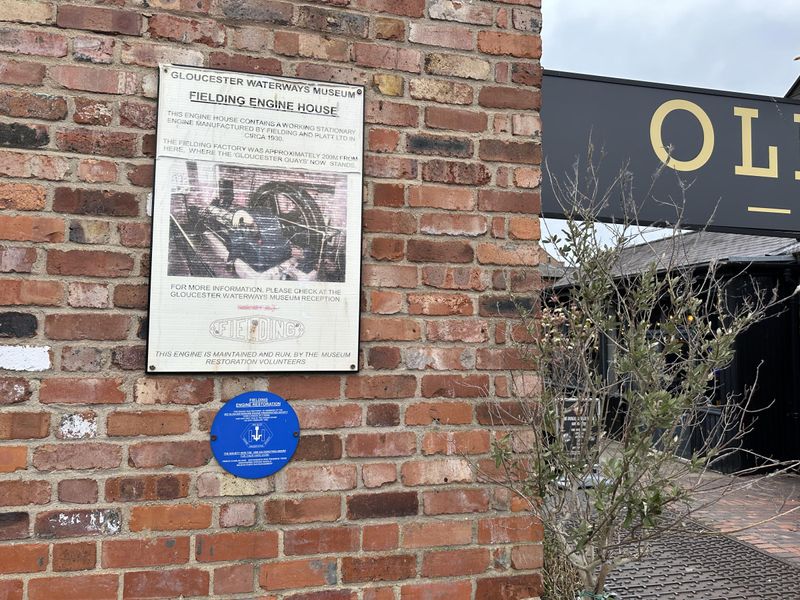 GLOUCESTER WATERWAYS MUSEUM
FIELDING ENGINE HOUSE
THIS ENGINE HOUSE CONTAINS A WORKING STATIONARY
ENGINE MANUFACTURED BY FIELDING AND PLATT LTD IN
CIRCA 1930.
THE FIELDING FACTORY WAS APPROXIMATELY 200M FROM
HERE, WHERE THE 'GLOUCESTER QUAYS' NOW STANDS.
FOR MORE INFORMATION, PLEASE CHECK AT THE
GLOUCESTER WATERWAYS MUSEUM RECEPTION
FIELDING
THIS ENGINE IS MAINTAINED AND RUN, BY THE MUSEUM
RESTORATION VOLUNTEERS
FIELDING
ENGINE RESTORATION
OL